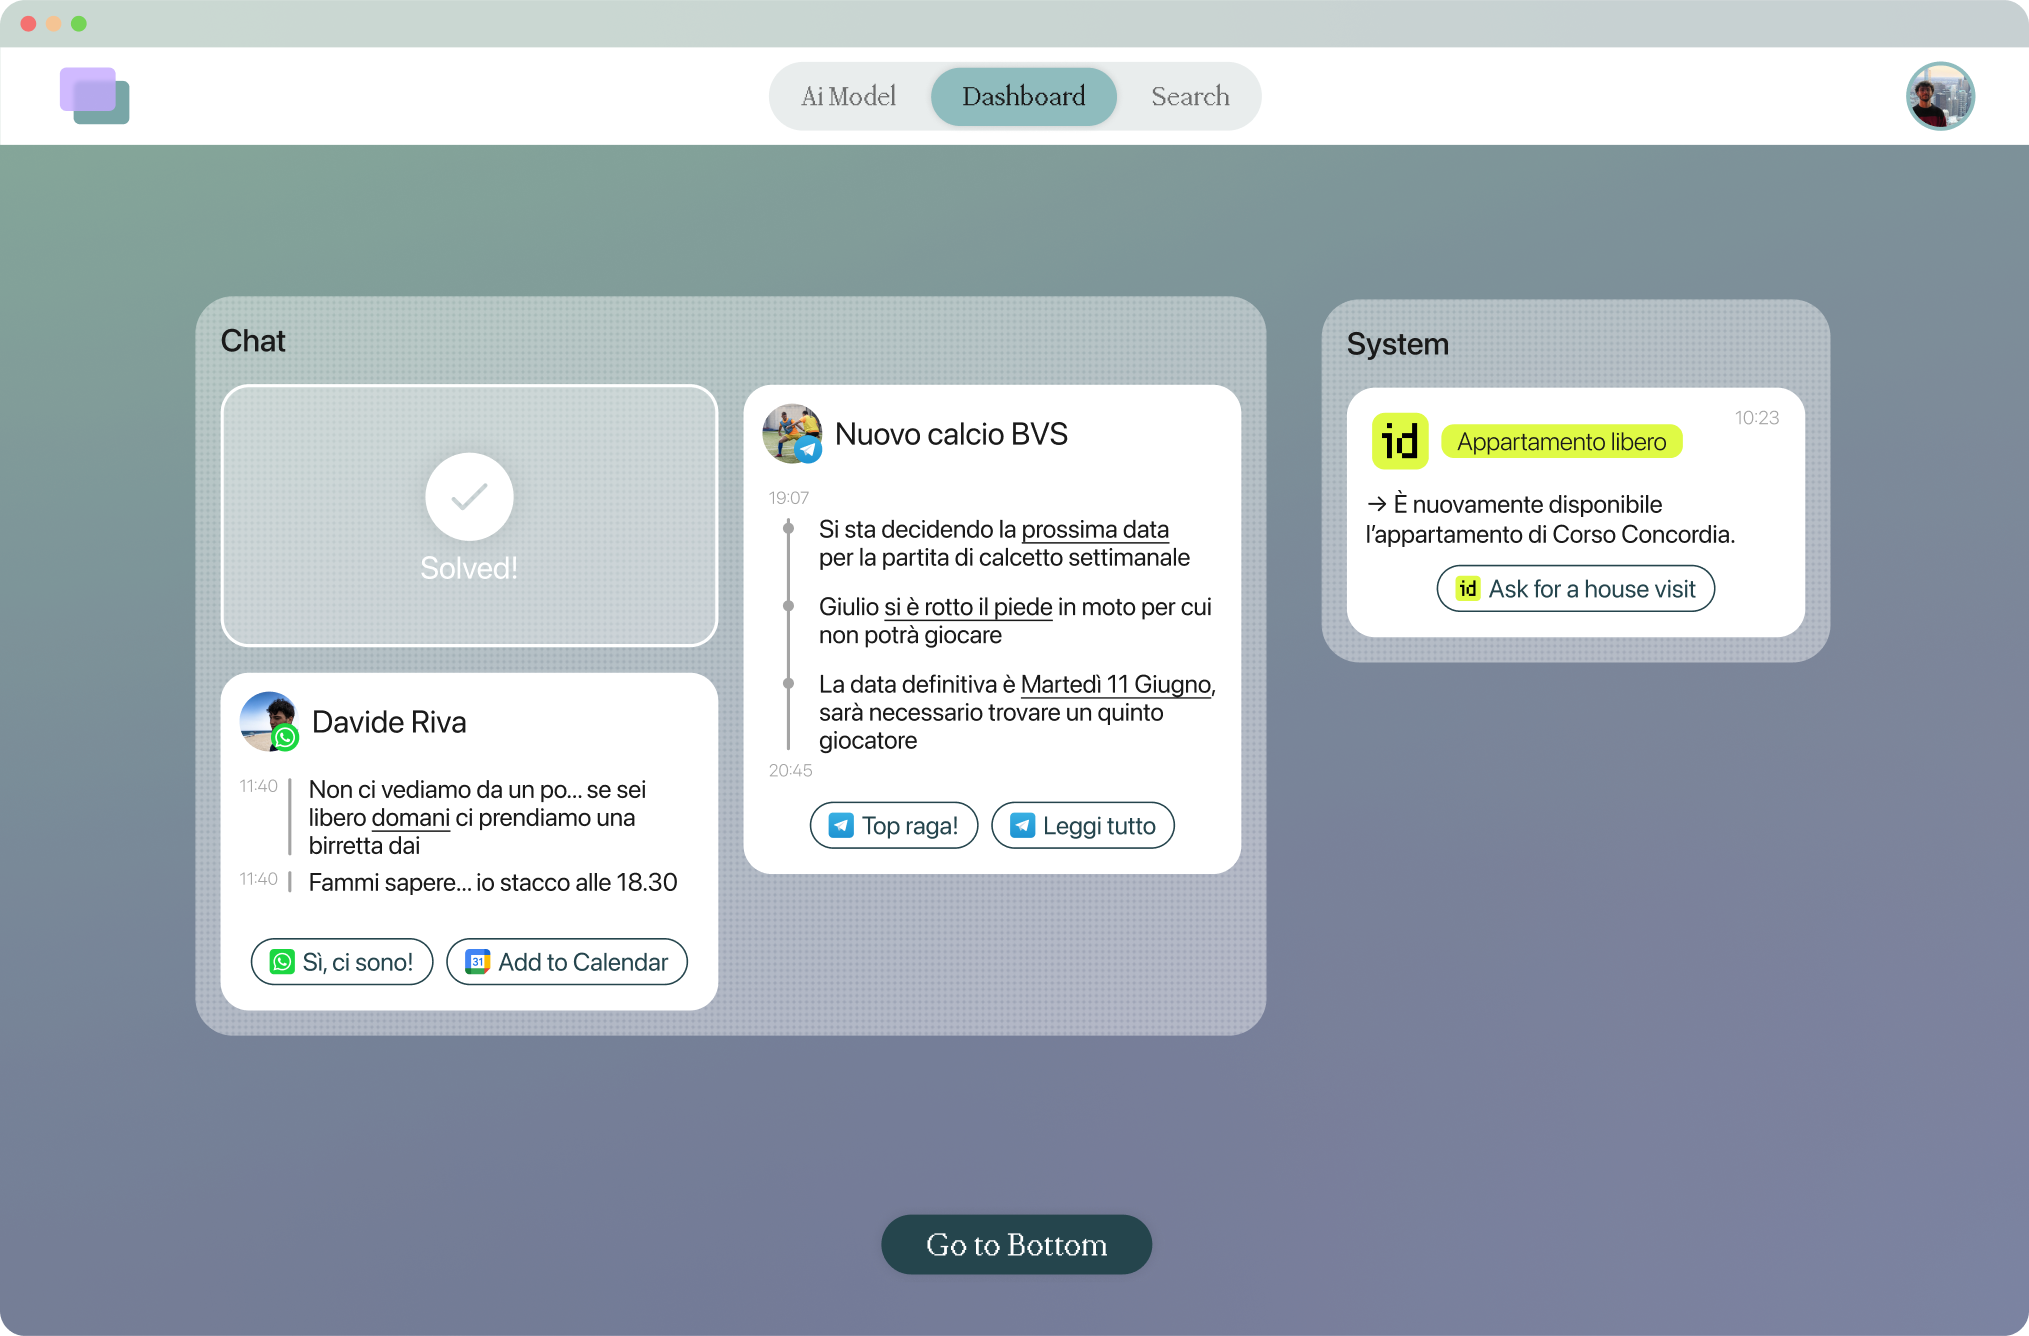 Ai Model
Dashboard
Search
Chat
Solved!
Davide Riva
11:40
Non ci vediamo da un po... se sei
libero domani ci prendiamo una
birretta dai
11:40
Fammi sapere... io stacco alle 18.30
Sì, ci sono!
31
Add to Calendar
Nuovo calcio BVS
19:07
Si sta decidendo la prossima data
per la partita di calcetto settimanale
Giulio si è rotto il piede in moto per cui
non potrà giocare
La data definitiva è Martedì 11 Giugno,
sarà necessario trovare un quinto
giocatore
20:45
Top raga!
Leggi tutto
System
10:23
id
Appartamento libero
→ È nuovamente disponibile
l'appartamento di Corso Concordia.
id
Ask for a house visit
Go to Bottom